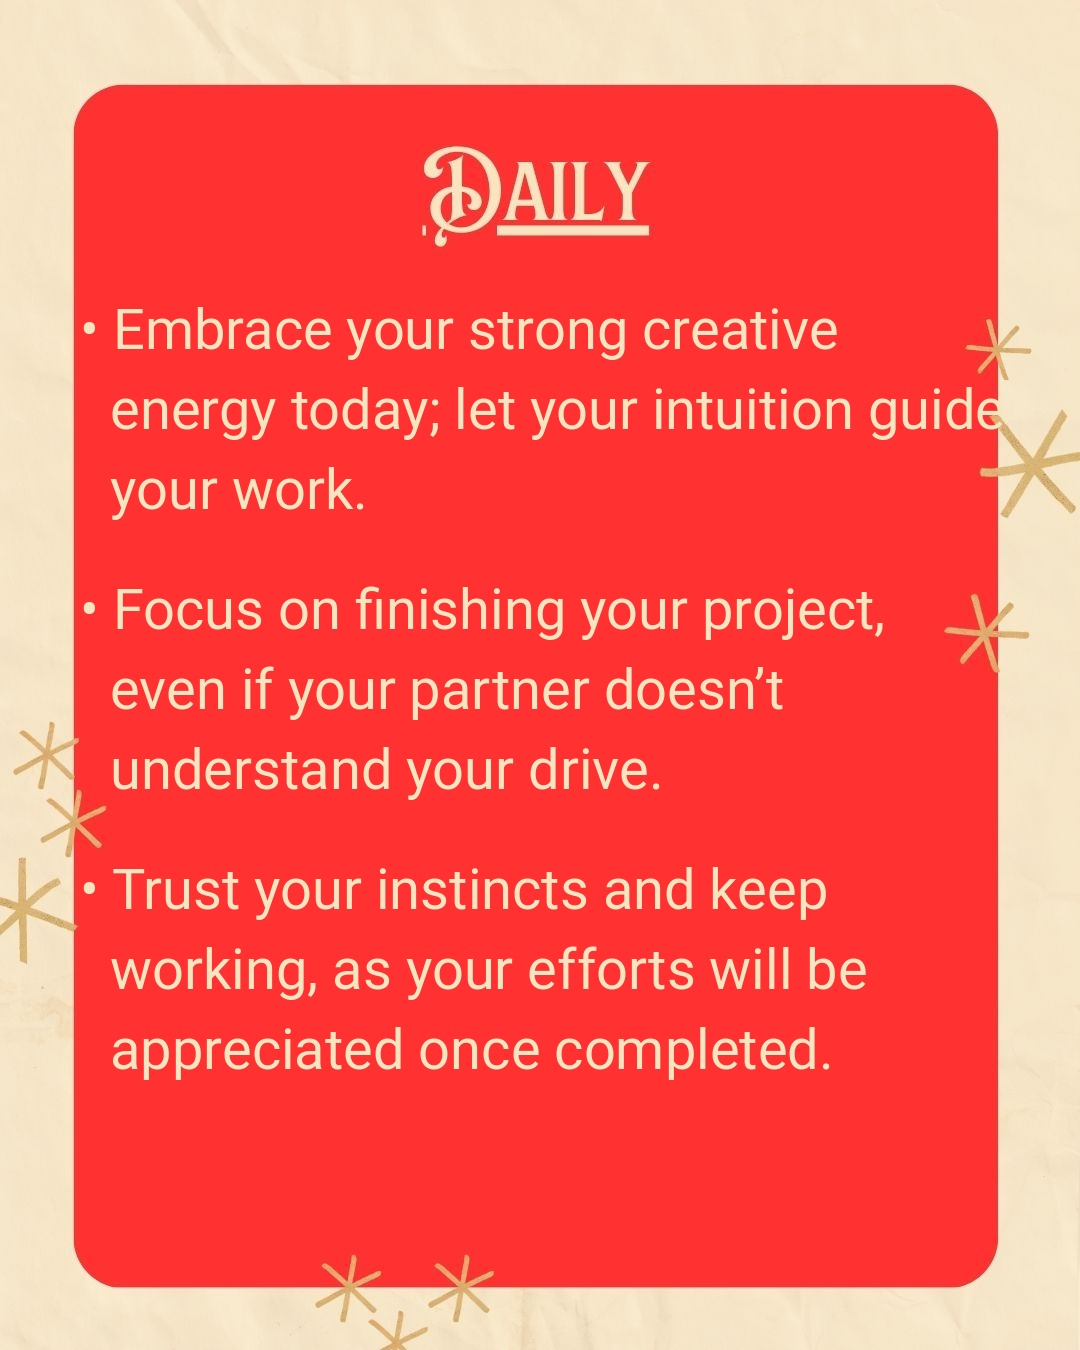 Daily
• Embrace your strong creative
energy today; let your intuition guide
your work.
• Focus on finishing your project,
even if your partner doesn’t
understand your drive.
• Trust your instincts and keep
working, as your efforts will be
appreciated once completed.